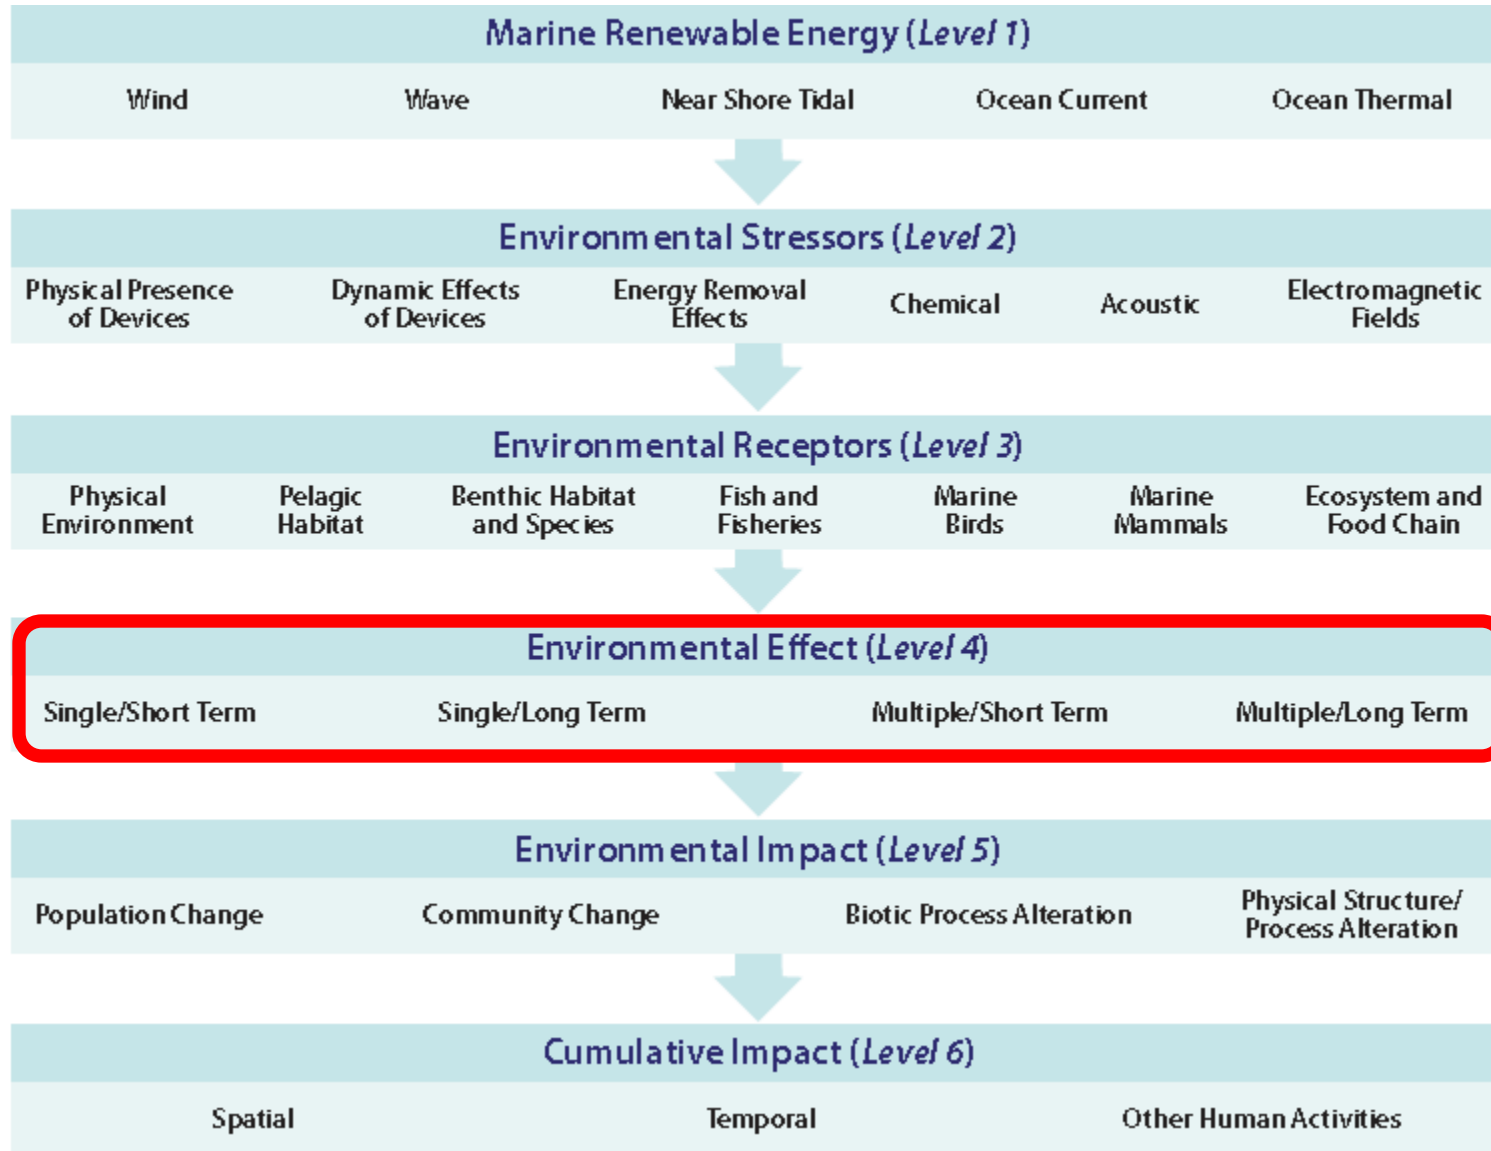 Marine Renewable Energy (Level 1)
Wind Wave Near Shore Tidal Ocean Current Ocean Thermal
Environmental Stressors (Level 2)
Physical Presence
of Devices
Dynamic Effects
of Devices
Energy Removal
Effects
Chemical
Acoustic
Electromagnetic
Fields
Environmental Receptors (Level 3)
Physical
Environment
Pelagic
Habitat
Benthic Habitat
and Species
Fish and
Fisheries
Marine
Birds
Marine
Mammals
Ecosystem and
Food Chain
Environmental Effect (Level 4)
Single/Short Term Single/Long Term Multiple/Short Term Multiple/Long Term
Environmental Impact (Level 5)
Population Change
Community Change
Biotic Process Alteration
Physical Structure/
Process Alteration
Cumulative Impact (Level 6)
Spatial Temporal Other Human Activities